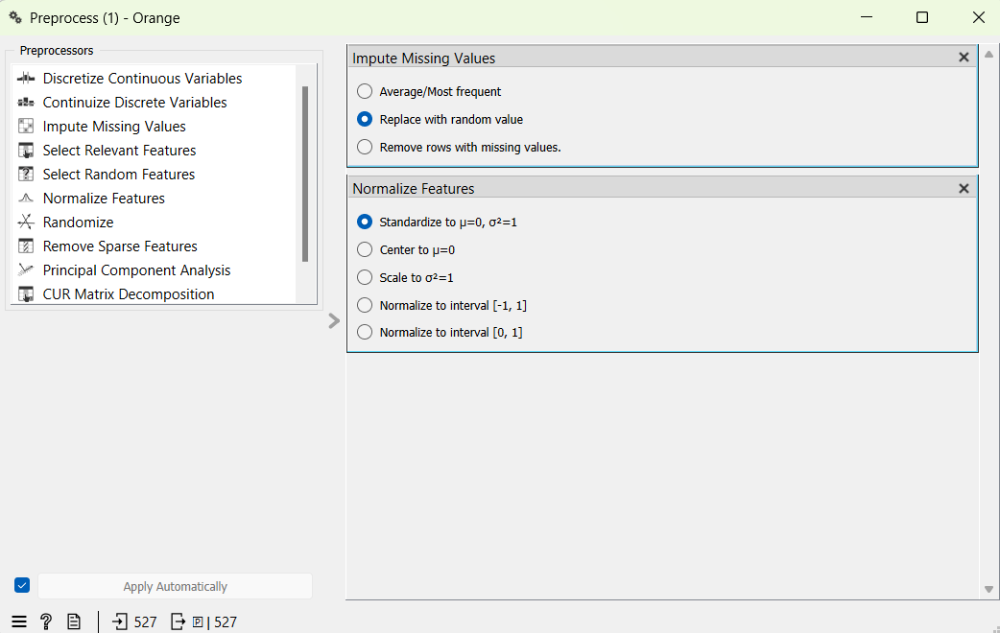 Preprocess (1) - Orange
Preprocessors
Discretize Continuous Variables
Continuize Discrete Variables
Impute Missing Values
Select Relevant Features
Select Random Features
Normalize Features
Randomize
Remove Sparse Features
Principal Component Analysis
CUR Matrix Decomposition
Impute Missing Values
Average/Most frequent
Replace with random value
Remove rows with missing values.
Normalize Features
Standardize to μ=0, σ²=1
Center to μ=0
Scale to σ²=1
Normalize to interval [-1, 1]
Normalize to interval [0, 1]
Apply Automatically
? 527 P | 527